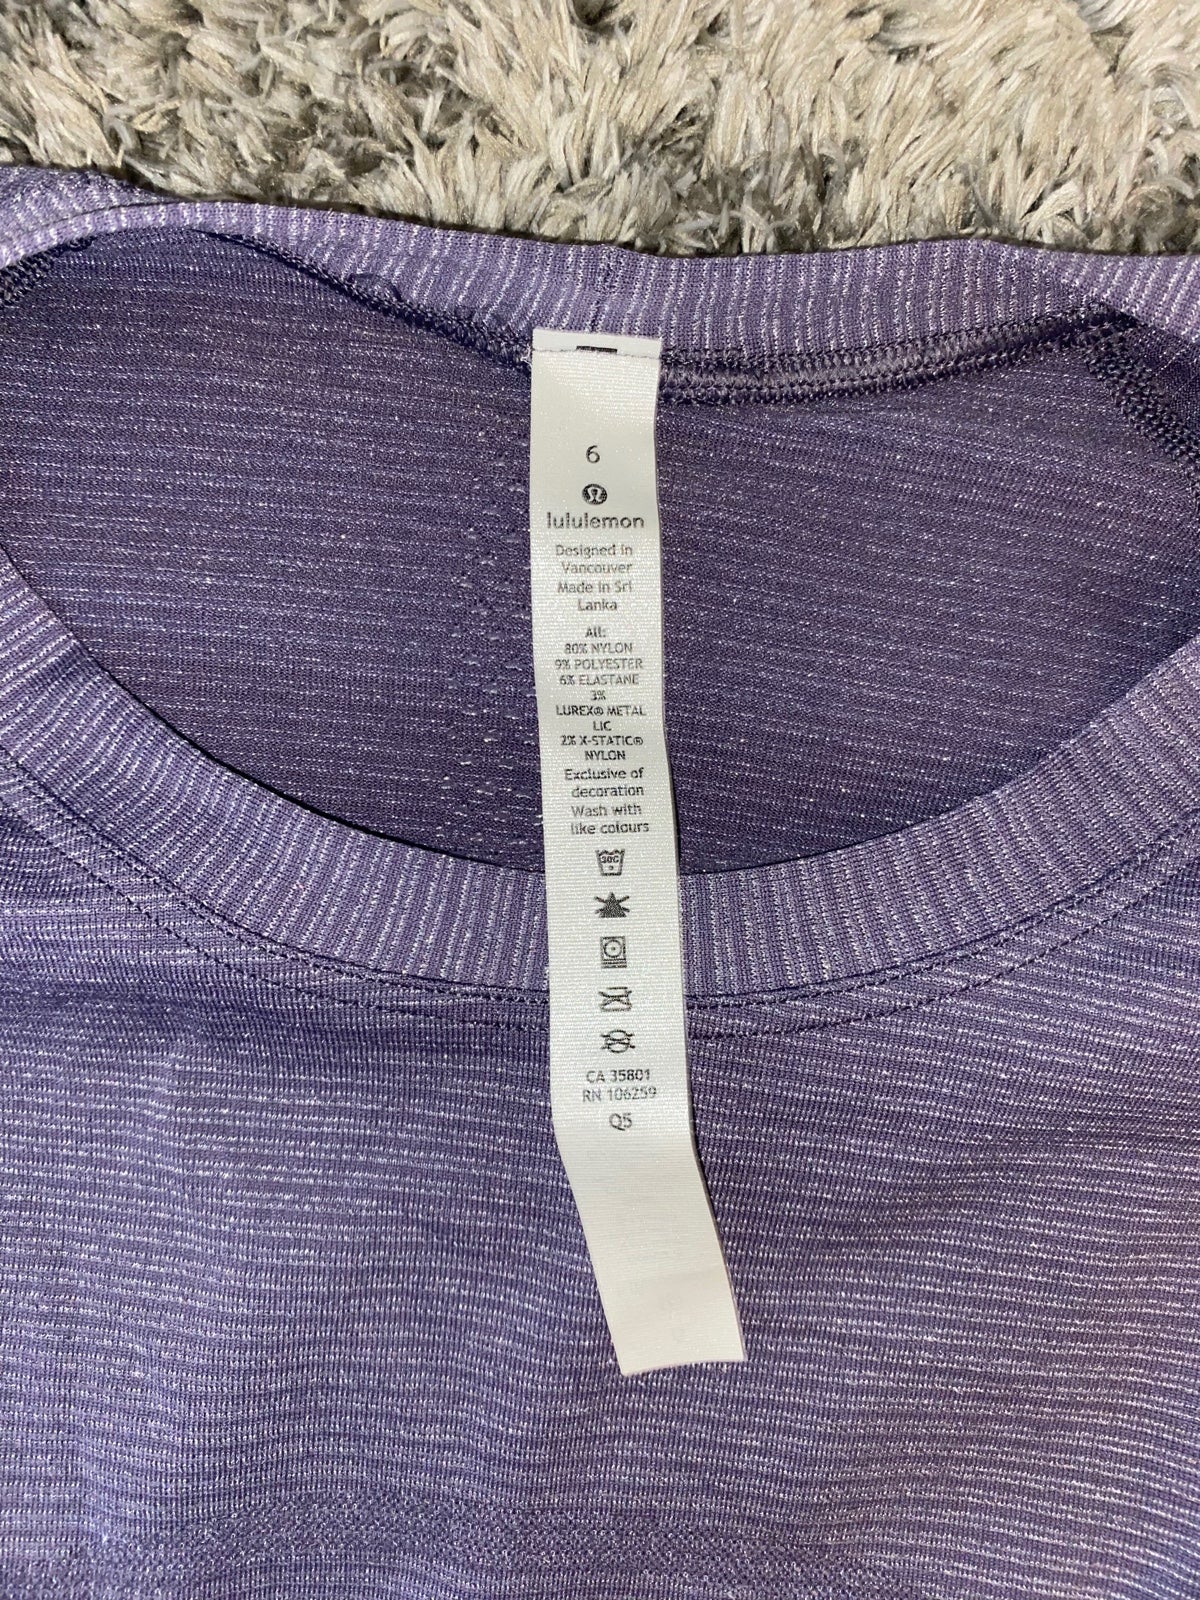 6
lululemon
Designed in
Vancouver
Made in Sri
Lanka
All:
80% NYLON
9% POLYESTER
6% ELASTANE
3%
LUREX® METAL
LIC
2% X-STATIC®
NYLON
Exclusive of
decoration
Wash with
like colours
30C
CA 35801
RN 106259
Q5